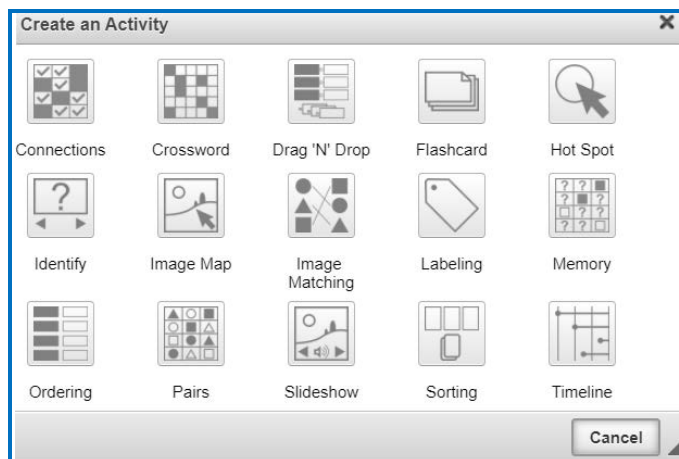 Create an Activity
Connections Crossword Drag 'N' Drop Flashcard Hot Spot
? ? ? ? ? ? ? ? ? ?
Identify Image Map Image Labeling Memory
Matching
Ordering Pairs Slideshow Sorting Timeline
Cancel